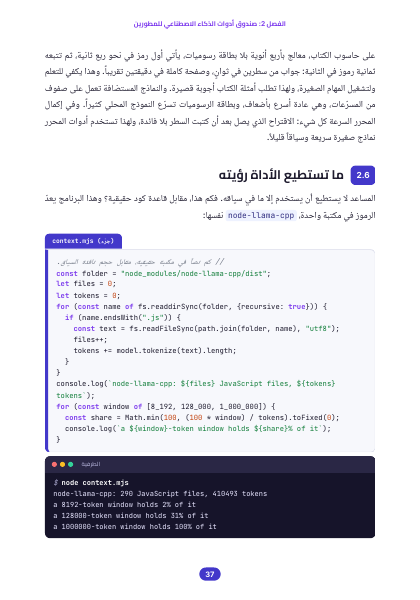 الفصل 2: صندوق أدوات الذكاء الاصطناعي للمطورين
على حاسوب الكتاب، معالج بأربع أنوية بلا بطاقة رسوميات، يأتي أول رمز في نحو ربع ثانية، ثم تتبعه
ثمانية رموز في الثانية: جواب من سطرين في ثوانٍ، وصفحة كاملة في دقيقتين تقريباً. وهذا يكفي للتعلم
ولتشغيل المهام الصغيرة، ولهذا تطلب أمثلة الكتاب أجوبة قصيرة. والنماذج المستضافة تعمل على صفوف
من المسرّعات، وهي عادة أسرع بأضعاف، وبطاقة الرسوميات تسرّع النموذج المحلي كثيراً. وفي إكمال
المحرر السرعة كل شيء: الاقتراح الذي يصل بعد أن كتبت السطر بلا فائدة، ولهذا تستخدم أدوات المحرر
نماذج صغيرة سريعة وسياقاً قليلاً.
2.6 ما تستطيع الأداة رؤيته
المساعد لا يستطيع أن يستخدم إلا ما في سياقه. فكم هذا، مقابل قاعدة كود حقيقية؟ وهذا البرنامج يعدّ
الرموز في مكتبة واحدة، node-llama-cpp نفسها:
context.mjs (جزء)
// كم نصاً في مكتبة حقيقية، مقابل حجم نافذة السياق.
const folder = "node_modules/node-llama-cpp/dist";
let files = 0;
let tokens = 0;
for (const name of fs.readdirSync(folder, {recursive: true})) {
if (name.endsWith(".js")) {
const text = fs.readFileSync(path.join(folder, name), "utf8");
files++;
tokens += model.tokenize(text).length;
}
}
console.log(`node-llama-cpp: ${files} JavaScript files, ${tokens}
tokens`);
for (const window of [8_192, 128_000, 1_000_000]) {
const share = Math.min(100, (100 * window) / tokens).toFixed(0);
console.log(`a ${window}-token window holds ${share}% of it`);
}
الطرفية
$ node context.mjs
node-llama-cpp: 290 JavaScript files, 410493 tokens
a 8192-token window holds 2% of it
a 128000-token window holds 31% of it
a 1000000-token window holds 100% of it
37